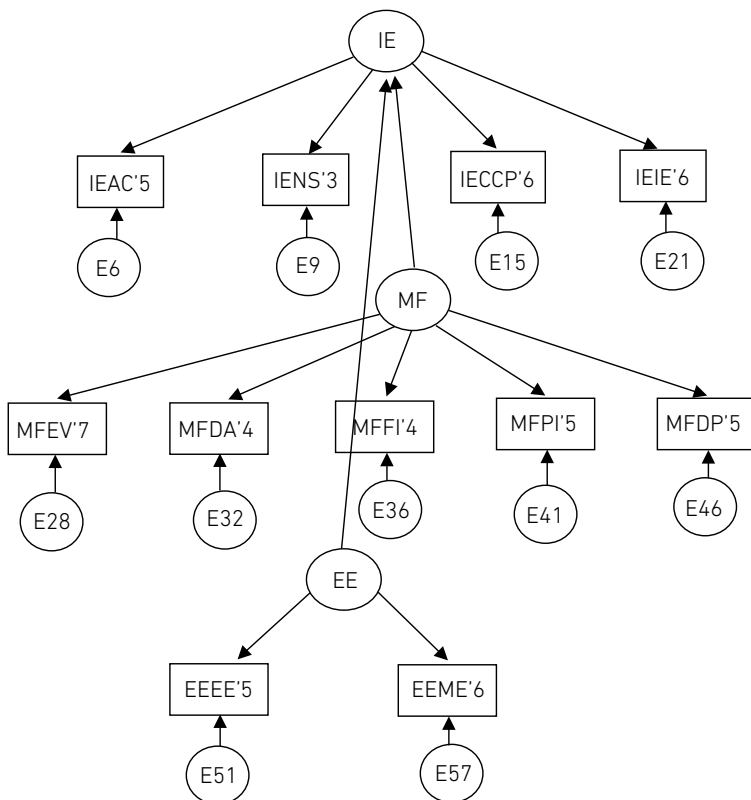 IE
IEAC’5
IENS’3
IECCP’6
IEIE’6
E6
E9
E15
E21
MF
MFEV’7
MFDA’4
MFFI’4
MFPI’5
MFDP’5
E28
E32
E36
E41
E46
EE
EEEE’5
EEME’6
E51
E57